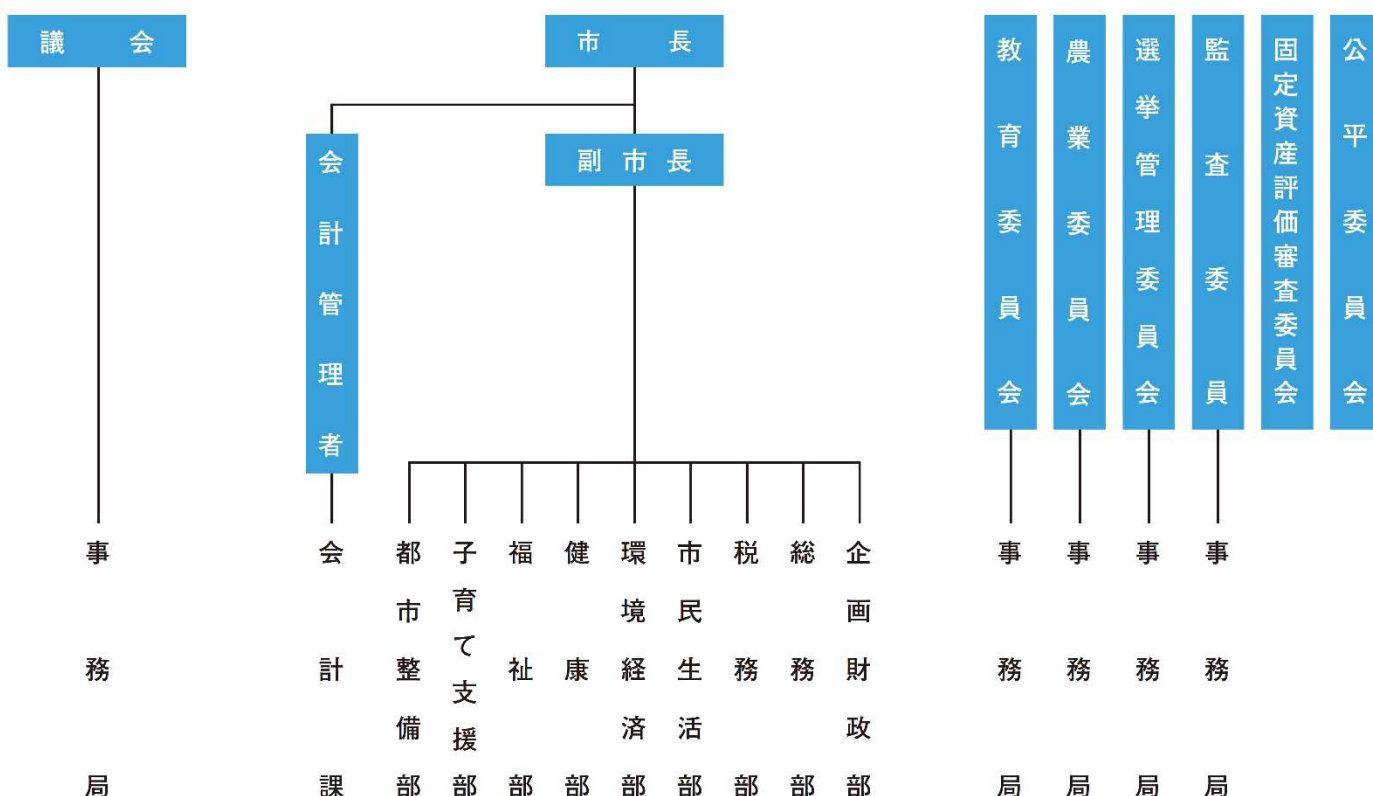 議会
市長
会計管理者
副市長
教育委員会
農業委員会
選挙管理委員会
監査委員
固定資産評価審査委員会
公平委員会
事務局
会計課
都市整備部
子育て支援部
福祉部
健康部
環境経済部
市民生活部
税務部
総務部
企画財政部
事務局
事務局
事務局
事務局